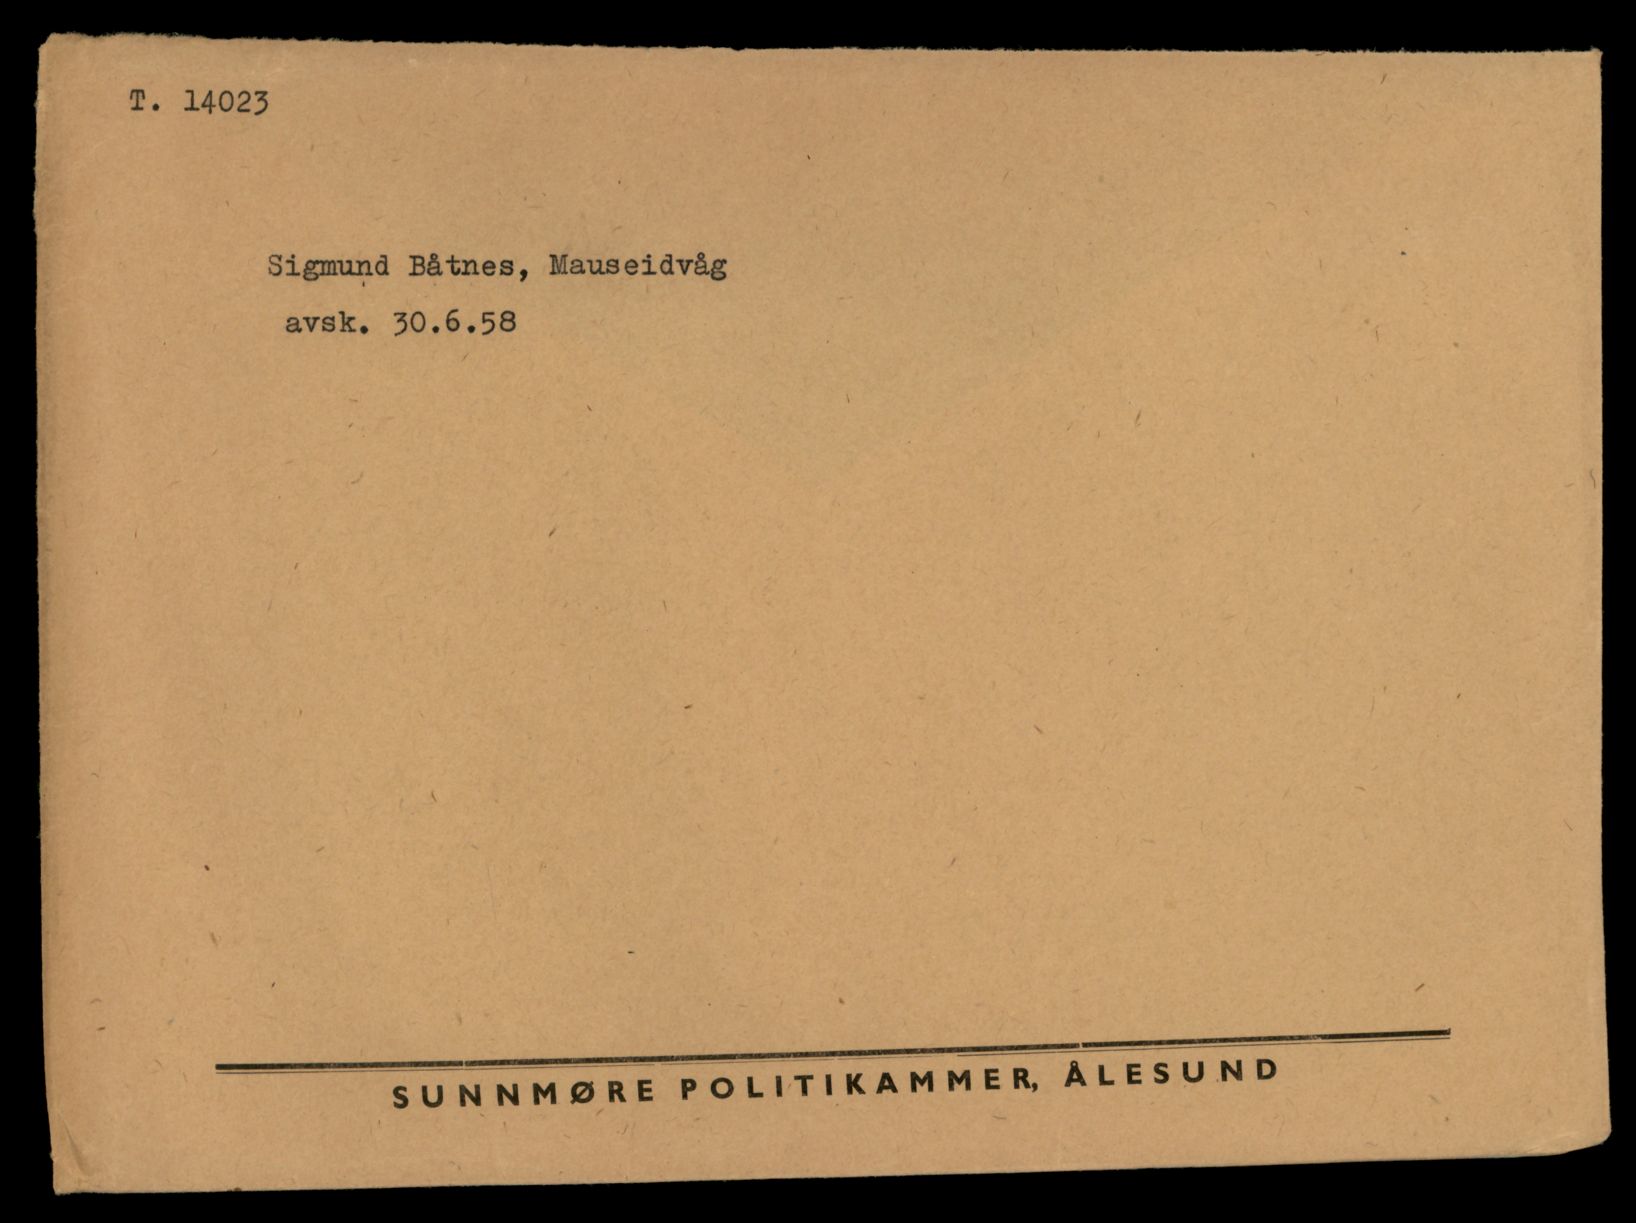 T. 14023
Sigmund Båtnes, Mauseidvåg
avsk. 30.6.58
SUNNMØRE POLITIKAMMER, ÅLESUND